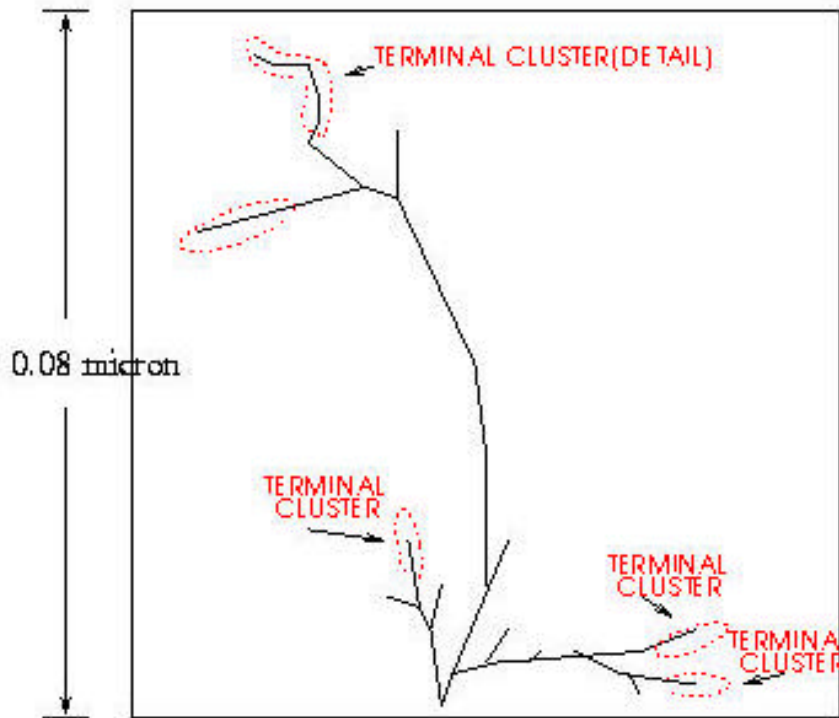 TERMINAL CLUSTER(DETAIL)
0.08 micron
TERMINAL
CLUSTER
TERMINAL
CLUSTER
TERMINAL
CLUSTER